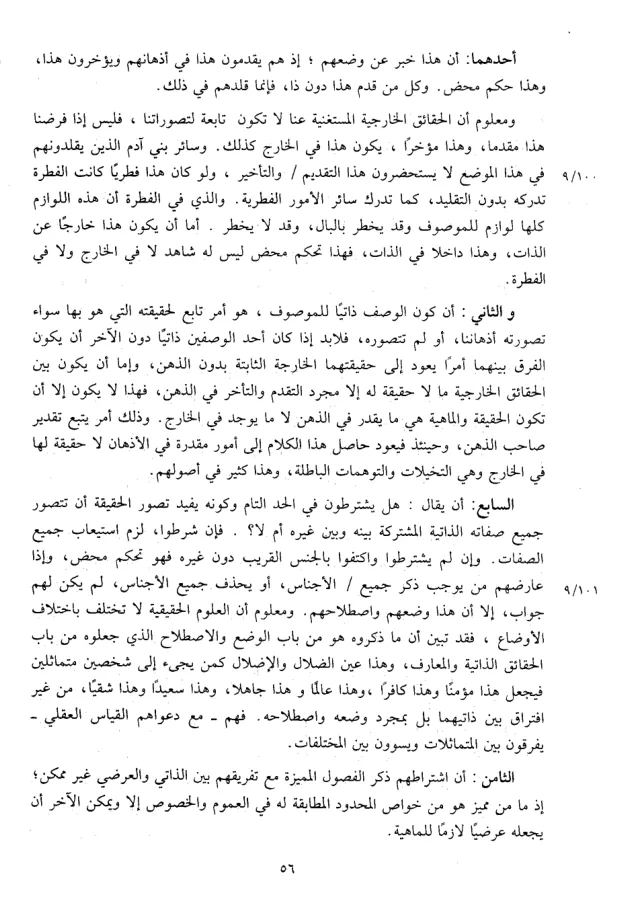 أحدهما: أن هذا خبر عن وضعهم ؛ إذ هم يقدمون هذا في أذهانهم ويؤخرون هذا،
وهذا حكم محض. وكل من قدم هذا دون ذا، فإنما قلدهم في ذلك.
ومعلوم أن الحقائق الخارجية المستغنية عنا لا تكون تابعة لتصوراتنا ، فليس إذا فرضنا
هذا مقدما، وهذا مؤخرًا ، يكون هذا في الخارج كذلك. وسائر بني آدم الذين يقلدونهم
في هذا الموضع لا يستحضرون هذا التقديم / والتأخير ، ولو كان هذا فطريًا كانت الفطرة
٩/١٠٠
تدركه بدون التقليد، كما تدرك سائر الأمور الفطرية. والذي في الفطرة أن هذه اللوازم
كلها لوازم للموصوف وقد يخطر بالبال، وقد لا يخطر . أما أن يكون هذا خارجًا عن
الذات، وهذا داخلا في الذات، فهذا تحكم محض ليس له شاهد لا في الخارج ولا في
الفطرة.
و الثاني : أن كون الوصف ذاتيًا للموصوف ، هو أمر تابع لحقيقته التي هو بها سواء
تصورته أذهاننا، أو لم تتصوره، فلابد إذا كان أحد الوصفين ذاتيًا دون الآخر أن يكون
الفرق بينهما أمرًا يعود إلى حقيقتهما الخارجة الثابتة بدون الذهن، وإما أن يكون بين
الحقائق الخارجية ما لا حقيقة له إلا مجرد التقدم والتأخر في الذهن، فهذا لا يكون إلا أن
تكون الحقيقة والماهية هي ما يقدر في الذهن لا ما يوجد في الخارج. وذلك أمر يتبع تقدير
صاحب الذهن، وحينئذ فيعود حاصل هذا الكلام إلى أمور مقدرة في الأذهان لا حقيقة لها
في الخارج وهي التخيلات والتوهمات الباطلة، وهذا كثير في أصولهم.
السابع: أن يقال : هل يشترطون في الحد التام وكونه يفيد تصور الحقيقة أن تتصور
جميع صفاته الذاتية المشتركة بينه وبين غيره أم لا؟ . فإن شرطوا، لزم استيعاب جميع
الصفات. وإن لم يشترطوا واكتفوا بالجنس القريب دون غيره فهو تحكم محض، وإذا
عارضهم من يوجب ذكر جميع / الأجناس، أو يحذف جميع الأجناس، لم يكن لهم
٩/١٠١
جواب، إلا أن هذا وضعهم واصطلاحهم. ومعلوم أن العلوم الحقيقية لا تختلف باختلاف
الأوضاع ، فقد تبين أن ما ذكروه هو من باب الوضع والاصطلاح الذي جعلوه من باب
الحقائق الذاتية والمعارف، وهذا عين الضلال والإضلال كمن يجىء إلى شخصين متماثلين
فيجعل هذا مؤمنًا وهذا كافرًا ،وهذا عالمًا و هذا جاهلا، وهذا سعيدًا وهذا شقيًا، من غير
افتراق بين ذاتيهما بل بمجرد وضعه واصطلاحه. فهم ـ مع دعواهم القياس العقلي ـ
يفرقون بين المتماثلات ويسوون بين المختلفات.
الثامن : أن اشتراطهم ذكر الفصول المميزة مع تفريقهم بين الذاتي والعرضي غير ممكن؛
إذ ما من مميز هو من خواص المحدود المطابقة له في العموم والخصوص إلا ويمكن الآخر أن
يجعله عرضيًا لازمًا للماهية.
٥٦